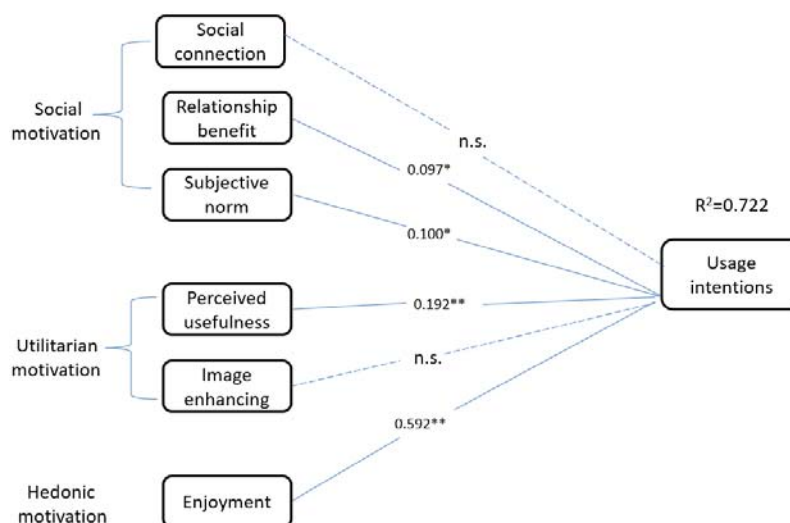 Social
connection
Social
motivation
Relationship
benefit
Subjective
norm
n.s.
0.097*
0.100*
R²=0.722
Usage
intentions
Utilitarian
motivation
Perceived
usefulness
Image
enhancing
0.192**
n.s.
0.592**
Hedonic
motivation
Enjoyment